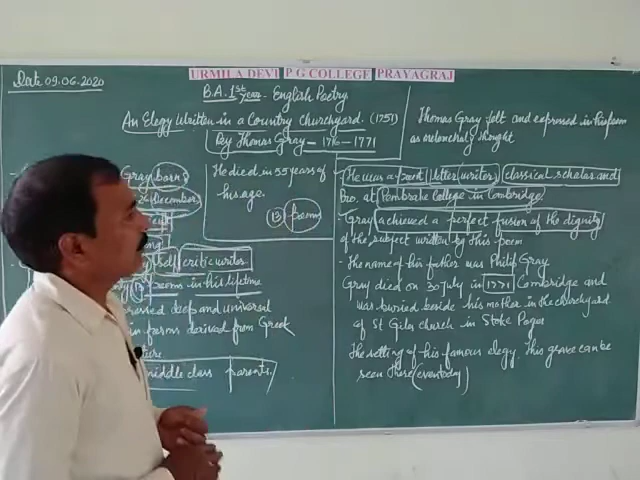 Date 09.06.2020
URMILA DEVI P G COLLEGE PRAYAGRAJ
B.A. 1st Year - English Poetry
An Elegy Written in a Country Churchyard. (1751)
by Thomas Gray - 1716 - 1771
Thomas Gray felt and expressed in his poem
as melancholy thought
Gray born
26 December
self critic writer
13 poems in his lifetime
deep and universal
in forms derived from Greek
middle class parents
He died in 55 years of
his age.
13 poems
He was a poet, letter writer, classical scholar and
Pro. at Pembroke College in Cambridge
- Gray achieved a perfect fusion of the dignity
of the subject written by this poem
- The name of his father was Philip Gray
Gray died on 30 July in 1771 Cambridge and
was buried beside his mother in the churchyard
of St Giles church in Stoke Poges
The setting of his famous elegy. This grave can be
seen there